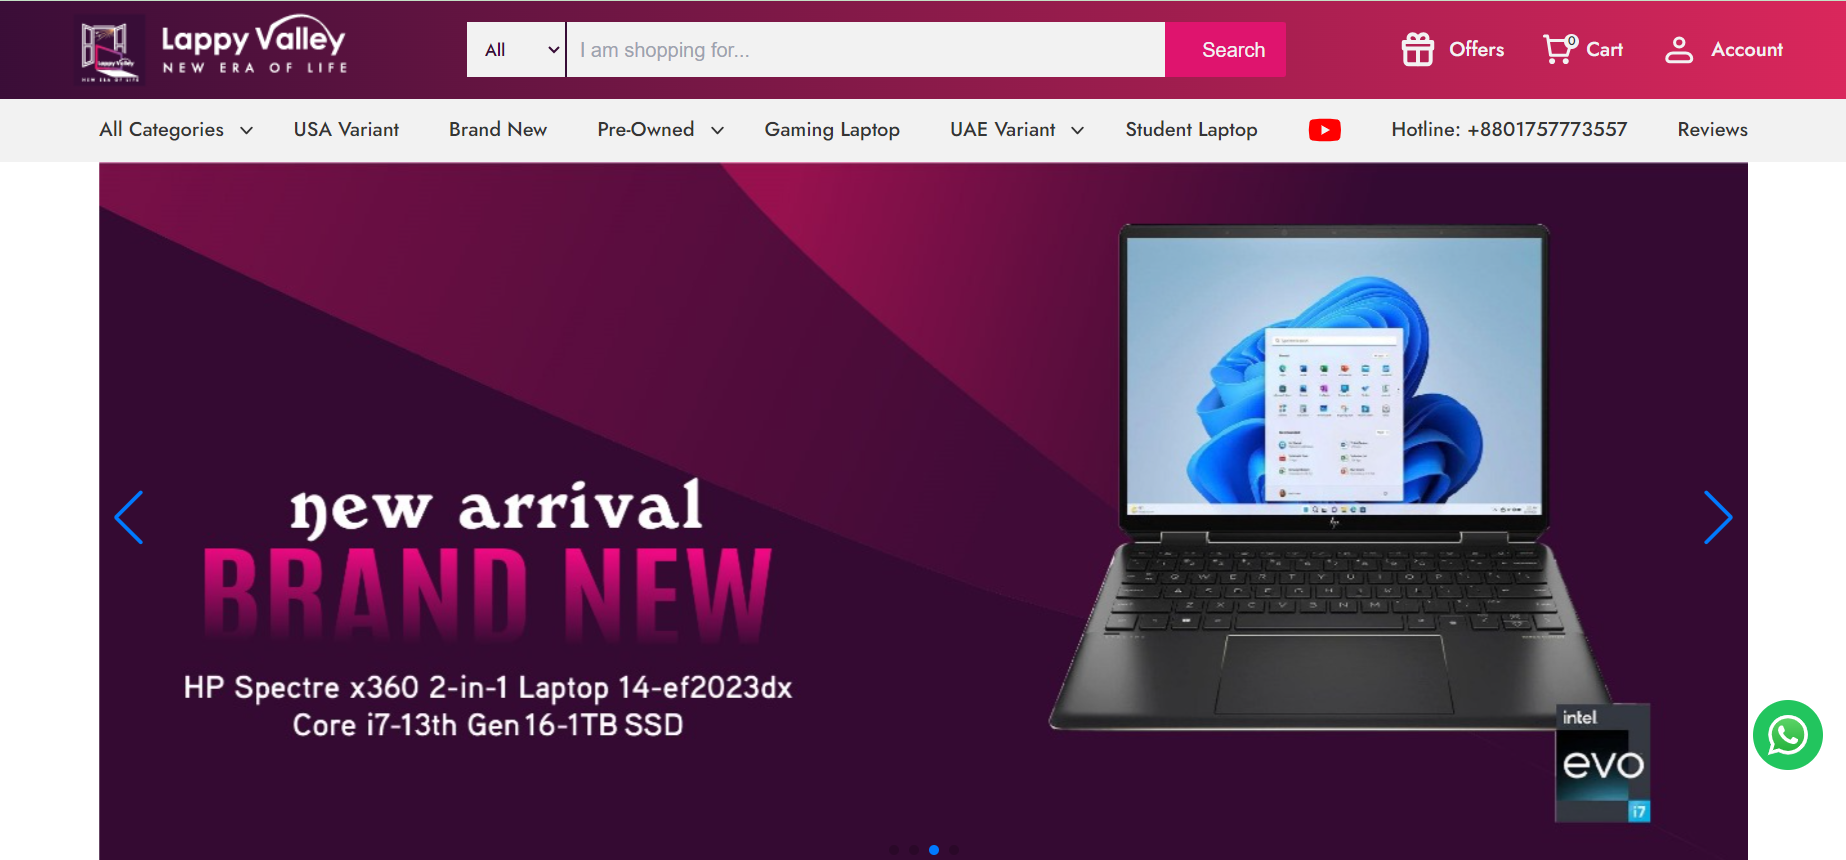 Lappy Valley
NEW ERA OF LIFE
All
I am shopping for...
Search
Offers
0
Cart
Account
All Categories
USA Variant
Brand New
Pre-Owned
Gaming Laptop
UAE Variant
Student Laptop
Hotline: +8801757773557
Reviews
new arrival
BRAND NEW
HP Spectre x360 2-in-1 Laptop 14-ef2023dx
Core i7-13th Gen 16-1TB SSD
hp
intel
evo
i7